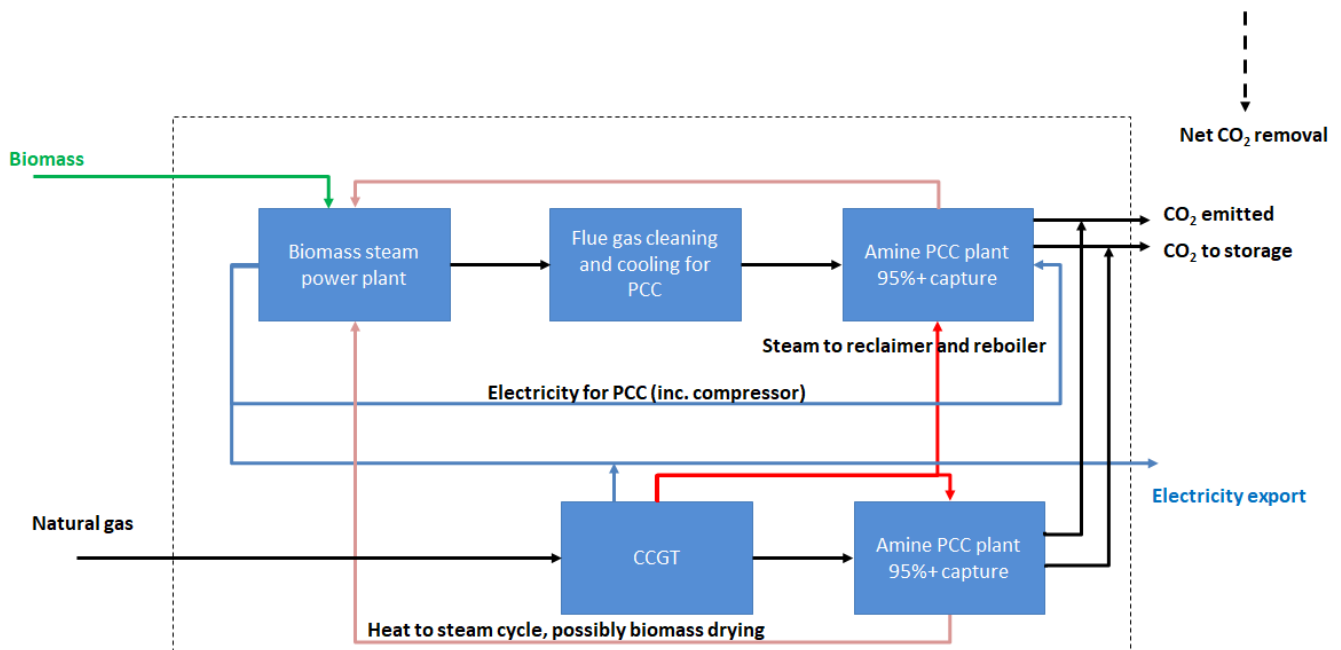 Net CO₂ removal
Biomass
CO₂ emitted
CO₂ to storage
Biomass steam
power plant
Flue gas cleaning
and cooling for
PCC
Amine PCC plant
95%+ capture
Steam to reclaimer and reboiler
Electricity for PCC (inc. compressor)
Electricity export
Natural gas
CCGT
Amine PCC plant
95%+ capture
Heat to steam cycle, possibly biomass drying